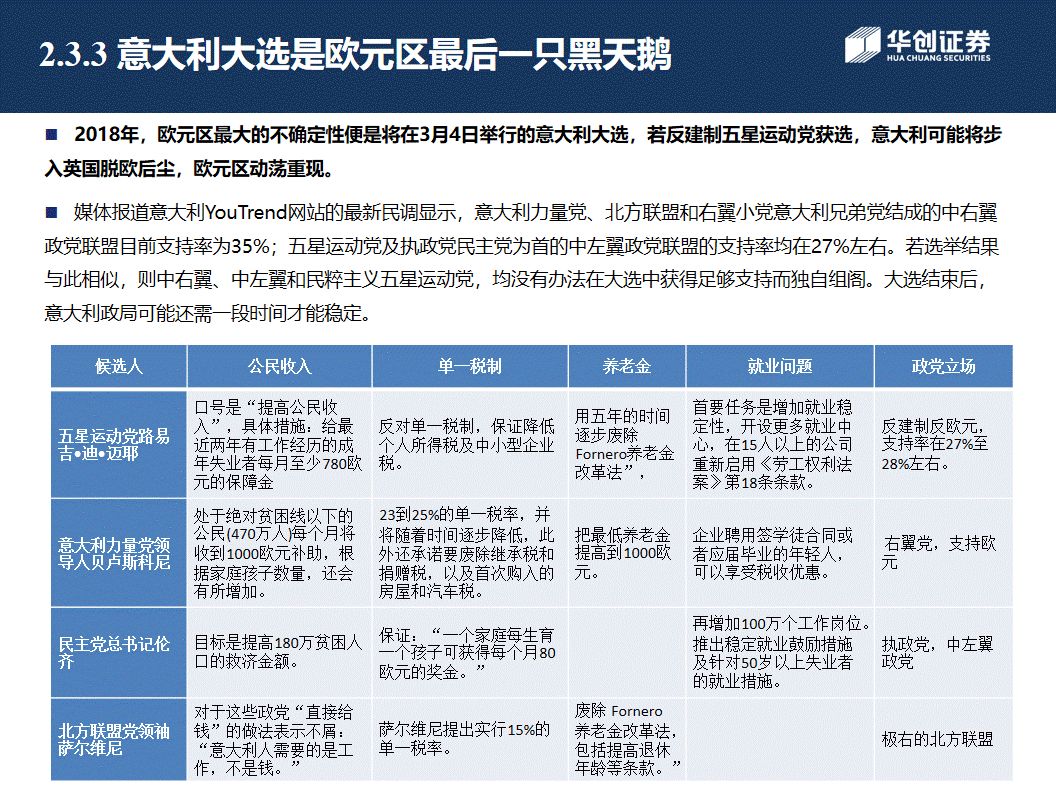 2.3.3 意大利大选是欧元区最后一只黑天鹅
华创证券
HUA CHUANG SECURITIES
■ 2018年，欧元区最大的不确定性便是将在3月4日举行的意大利大选，若反建制五星运动党获选，意大利可能将步
入英国脱欧后尘，欧元区动荡重现。
■ 媒体报道意大利YouTrend网站的最新民调显示，意大利力量党、北方联盟和右翼小党意大利兄弟党结成的中右翼
政党联盟目前支持率为35%；五星运动党及执政党民主党为首的中左翼政党联盟的支持率均在27%左右。若选举结果
与此相似，则中右翼、中左翼和民粹主义五星运动党，均没有办法在大选中获得足够支持而独自组阁。大选结束后，
意大利政局可能还需一段时间才能稳定。
候选人
公民收入
单一税制
养老金
就业问题
政党立场
五星运动党路易
吉•迪•迈耶
口号是“提高公民收
入”，具体措施：给最
近两年有工作经历的成
年失业者每月至少780欧
元的保障金
反对单一税制，保证降低
个人所得税及中小型企业
税。
用五年的时间
逐步废除
Fornero养老金
改革法”，
首要任务是增加就业稳
定性，开设更多就业中
心，在15人以上的公司
重新启用《劳工权利法
案》第18条条款。
反建制反欧元，
支持率在27%至
28%左右。
意大利力量党领
导人贝卢斯科尼
处于绝对贫困线以下的
公民(470万人)每个月将
收到1000欧元补助，根
据家庭孩子数量，还会
有所增加。
23到25%的单一税率，并
将随着时间逐步降低，此
外还承诺要废除继承税和
捐赠税，以及首次购入的
房屋和汽车税。
把最低养老金
提高到1000欧
元。
企业聘用签学徒合同或
者应届毕业的年轻人，
可以享受税收优惠。
右翼党，支持欧
元
民主党总书记伦
齐
目标是提高180万贫困人
口的救济金额。
保证：“一个家庭每生育
一个孩子可获得每个月80
欧元的奖金。”
再增加100万个工作岗位。
推出稳定就业鼓励措施
及针对50岁以上失业者
的就业措施。
执政党，中左翼
政党
北方联盟党领袖
萨尔维尼
对于这些政党“直接给
钱”的做法表示不屑：
“意大利人需要的是工
作，不是钱。”
萨尔维尼提出实行15%的
单一税率。
废除 Fornero
养老金改革法，
包括提高退休
年龄等条款。”
极右的北方联盟